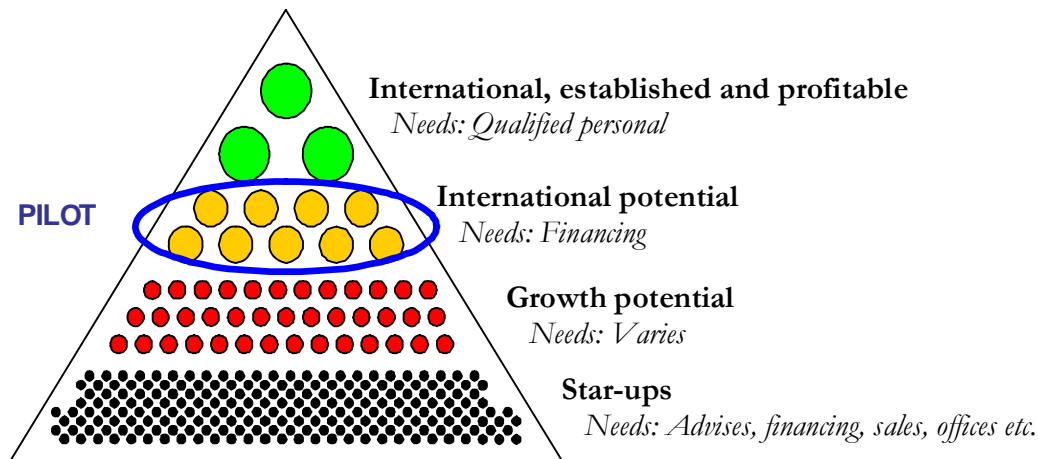 International, established and profitable
Needs: Qualified personal
International potential
PILOT
Needs: Financing
Growth potential
Needs: Varies
Star-ups
Needs: Advises, financing, sales, offices etc.